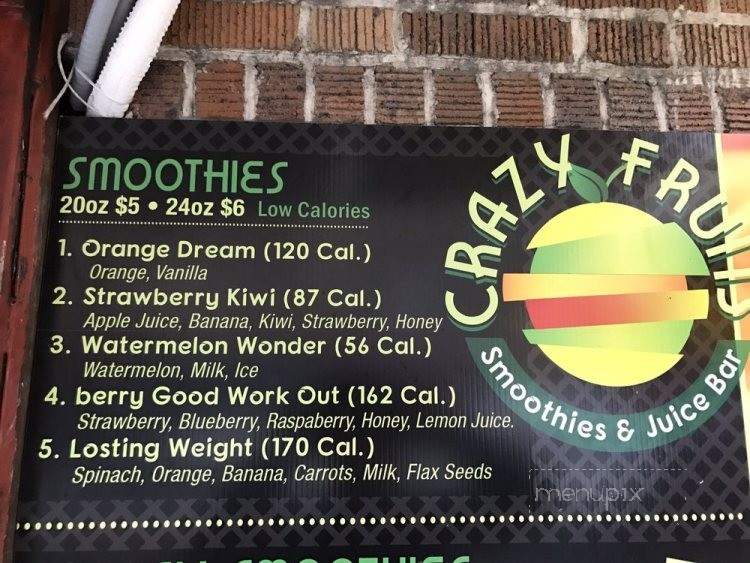 SMOOTHIES
20oz $5 • 24oz $6 Low Calories
1. Orange Dream (120 Cal.)
Orange, Vanilla
2. Strawberry Kiwi (87 Cal.)
Apple Juice, Banana, Kiwi, Strawberry, Honey
3. Watermelon Wonder (56 Cal.)
Watermelon, Milk, Ice
4. berry Good Work Out (162 Cal.)
Strawberry, Blueberry, Raspaberry, Honey, Lemon Juice.
5. Losting Weight (170 Cal.)
Spinach, Orange, Banana, Carrots, Milk, Flax Seeds
CRAZY FRUITS
Smoothies & Juice Bar
menupix
SMOOTHIES